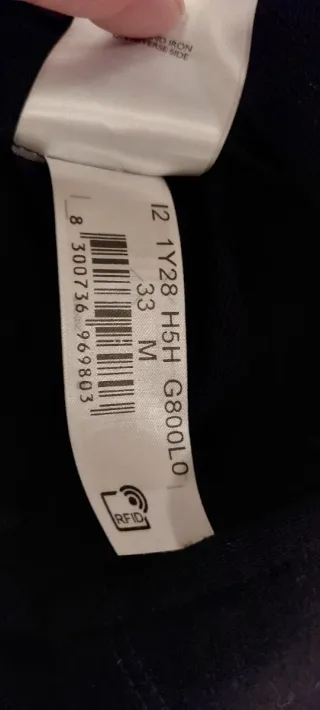 IRON
SIDE
I2 1Y28 H5H G800L0
33 M
8 300736 969803
RFID